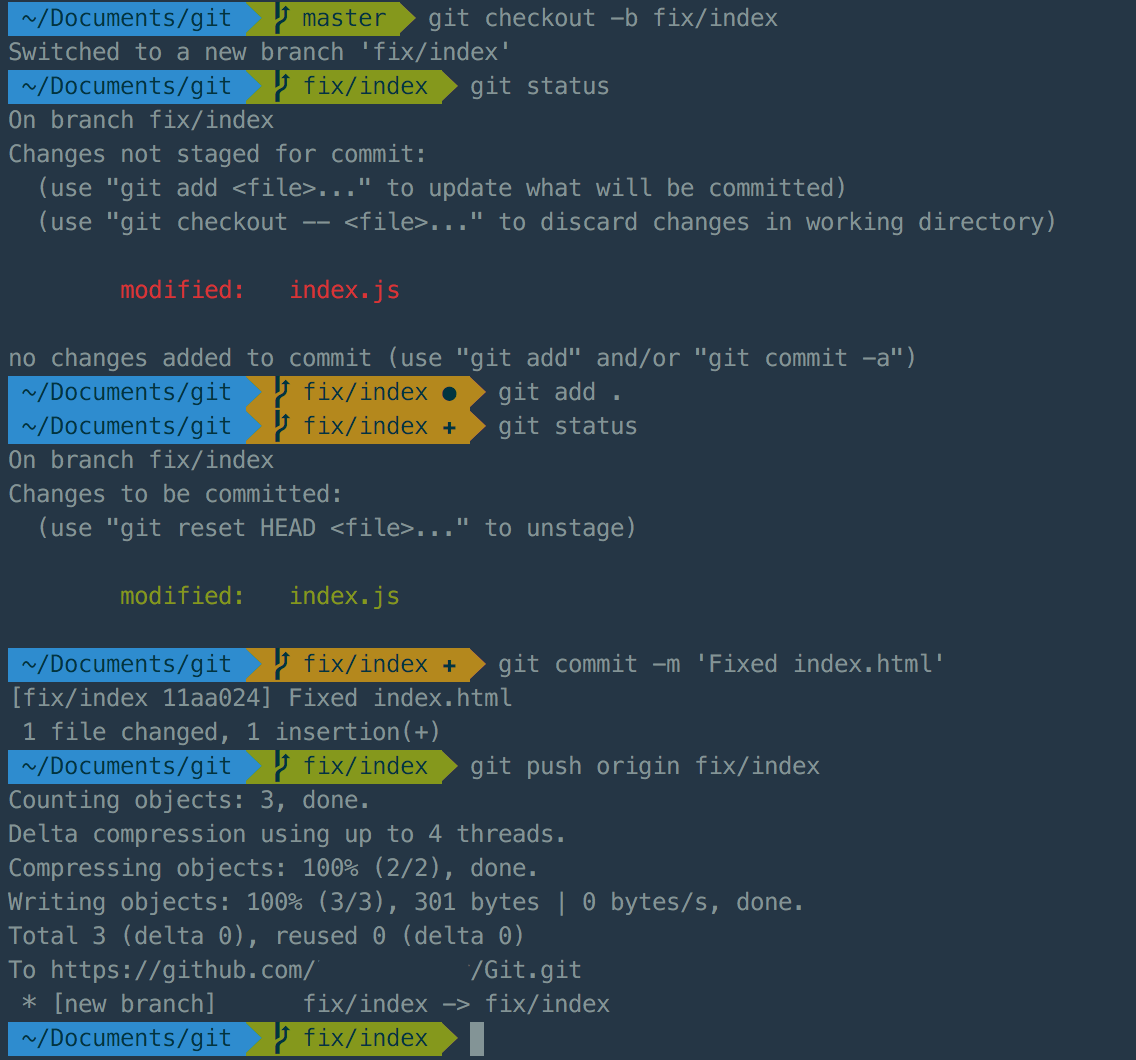 ~/Documents/git master git checkout -b fix/index
Switched to a new branch 'fix/index'
~/Documents/git fix/index git status
On branch fix/index
Changes not staged for commit:
  (use "git add <file>..." to update what will be committed)
  (use "git checkout -- <file>..." to discard changes in working directory)
        modified:   index.js
no changes added to commit (use "git add" and/or "git commit -a")
~/Documents/git fix/index ● git add .
~/Documents/git fix/index + git status
On branch fix/index
Changes to be committed:
  (use "git reset HEAD <file>..." to unstage)
        modified:   index.js
~/Documents/git fix/index + git commit -m 'Fixed index.html'
[fix/index 11aa024] Fixed index.html
 1 file changed, 1 insertion(+)
~/Documents/git fix/index git push origin fix/index
Counting objects: 3, done.
Delta compression using up to 4 threads.
Compressing objects: 100% (2/2), done.
Writing objects: 100% (3/3), 301 bytes | 0 bytes/s, done.
Total 3 (delta 0), reused 0 (delta 0)
To https://github.com/           /Git.git
 * [new branch]      fix/index -> fix/index
~/Documents/git fix/index